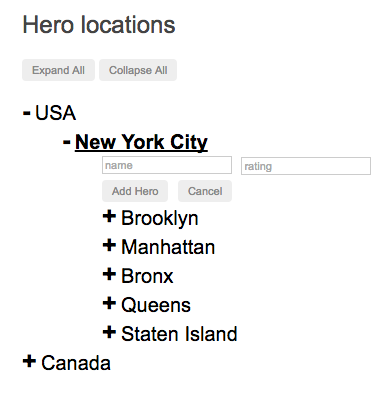 Hero locations
Expand All Collapse All
- USA
- New York City
name rating
Add Hero Cancel
+ Brooklyn
+ Manhattan
+ Bronx
+ Queens
+ Staten Island
+ Canada